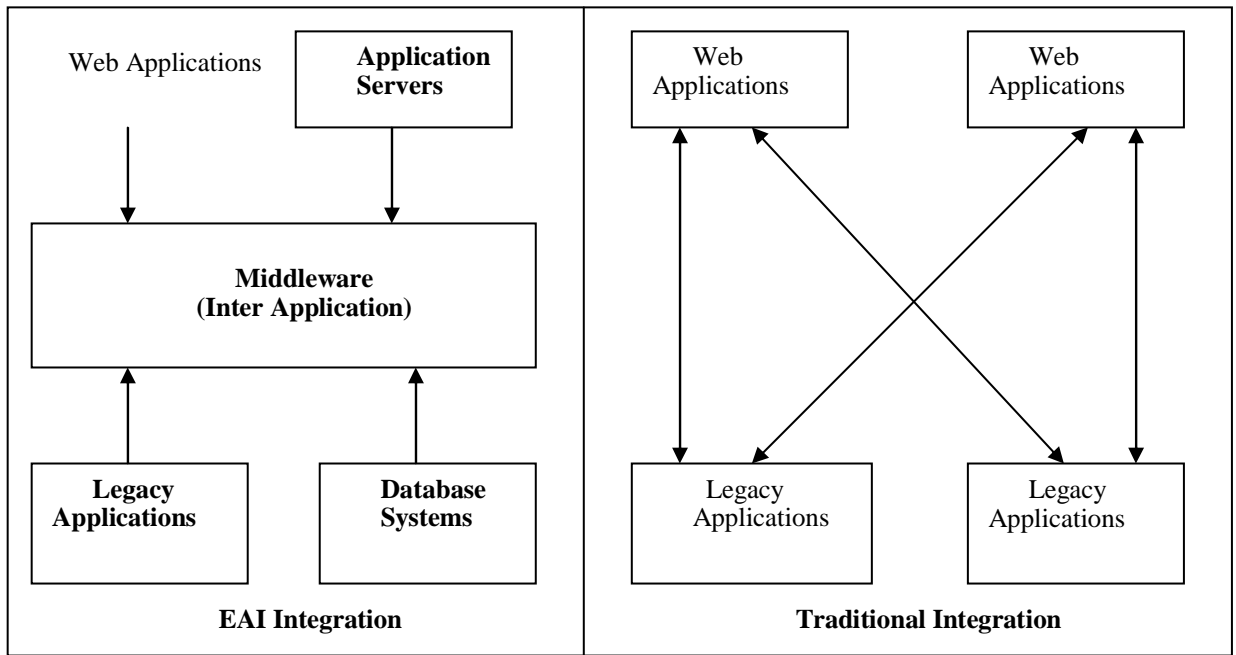 Web Applications
Application
Servers
Middleware
(Inter Application)
Legacy
Applications
Database
Systems
EAI Integration
Web
Applications
Web
Applications
Legacy
Applications
Legacy
Applications
Traditional Integration